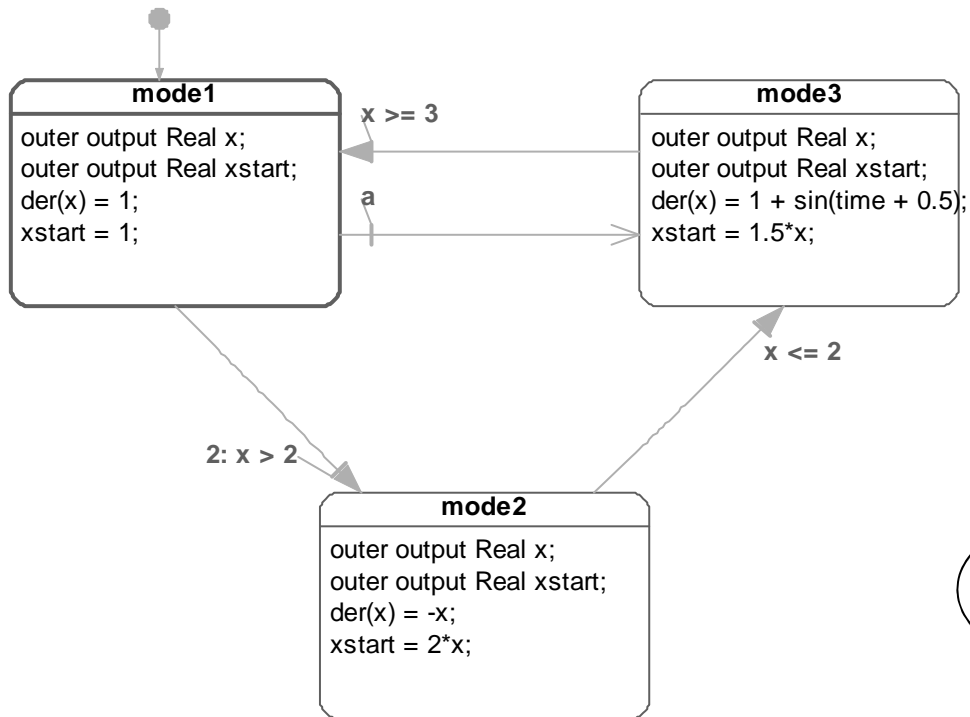 mode1
outer output Real x;
outer output Real xstart;
der(x) = 1;
xstart = 1;
x >= 3
a
mode3
outer output Real x;
outer output Real xstart;
der(x) = 1 + sin(time + 0.5);
xstart = 1.5*x;
x <= 2
2: x > 2
mode2
outer output Real x;
outer output Real xstart;
der(x) = -x;
xstart = 2*x;